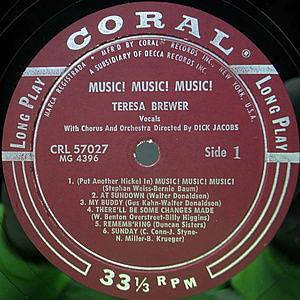 CORAL
MARCA REGISTRADA • MF'D BY CORAL RECORDS INC., NEW YORK, U.S.A.
A SUBSIDIARY OF DECCA RECORDS INC.
LONG PLAY
LONG PLAY
MUSIC! MUSIC! MUSIC!
TERESA BREWER
Vocals
With Chorus And Orchestra Directed By DICK JACOBS
CRL 57027
MG 4396
Side 1
1. (Put Another Nickel In) MUSIC! MUSIC! MUSIC!
(Stephan Weiss-Bernie Baum)
2. AT SUNDOWN (Walter Donaldson)
3. MY BUDDY (Gus Kahn-Walter Donaldson)
4. THERE'LL BE SOME CHANGES MADE
(W. Benton Overstreet-Billy Higgins)
5. REMEMB'RING (Duncan Sisters)
6. SUNDAY (C. Conn-J. Styne-
N. Miller-B. Krueger)
33 1/3 RPM